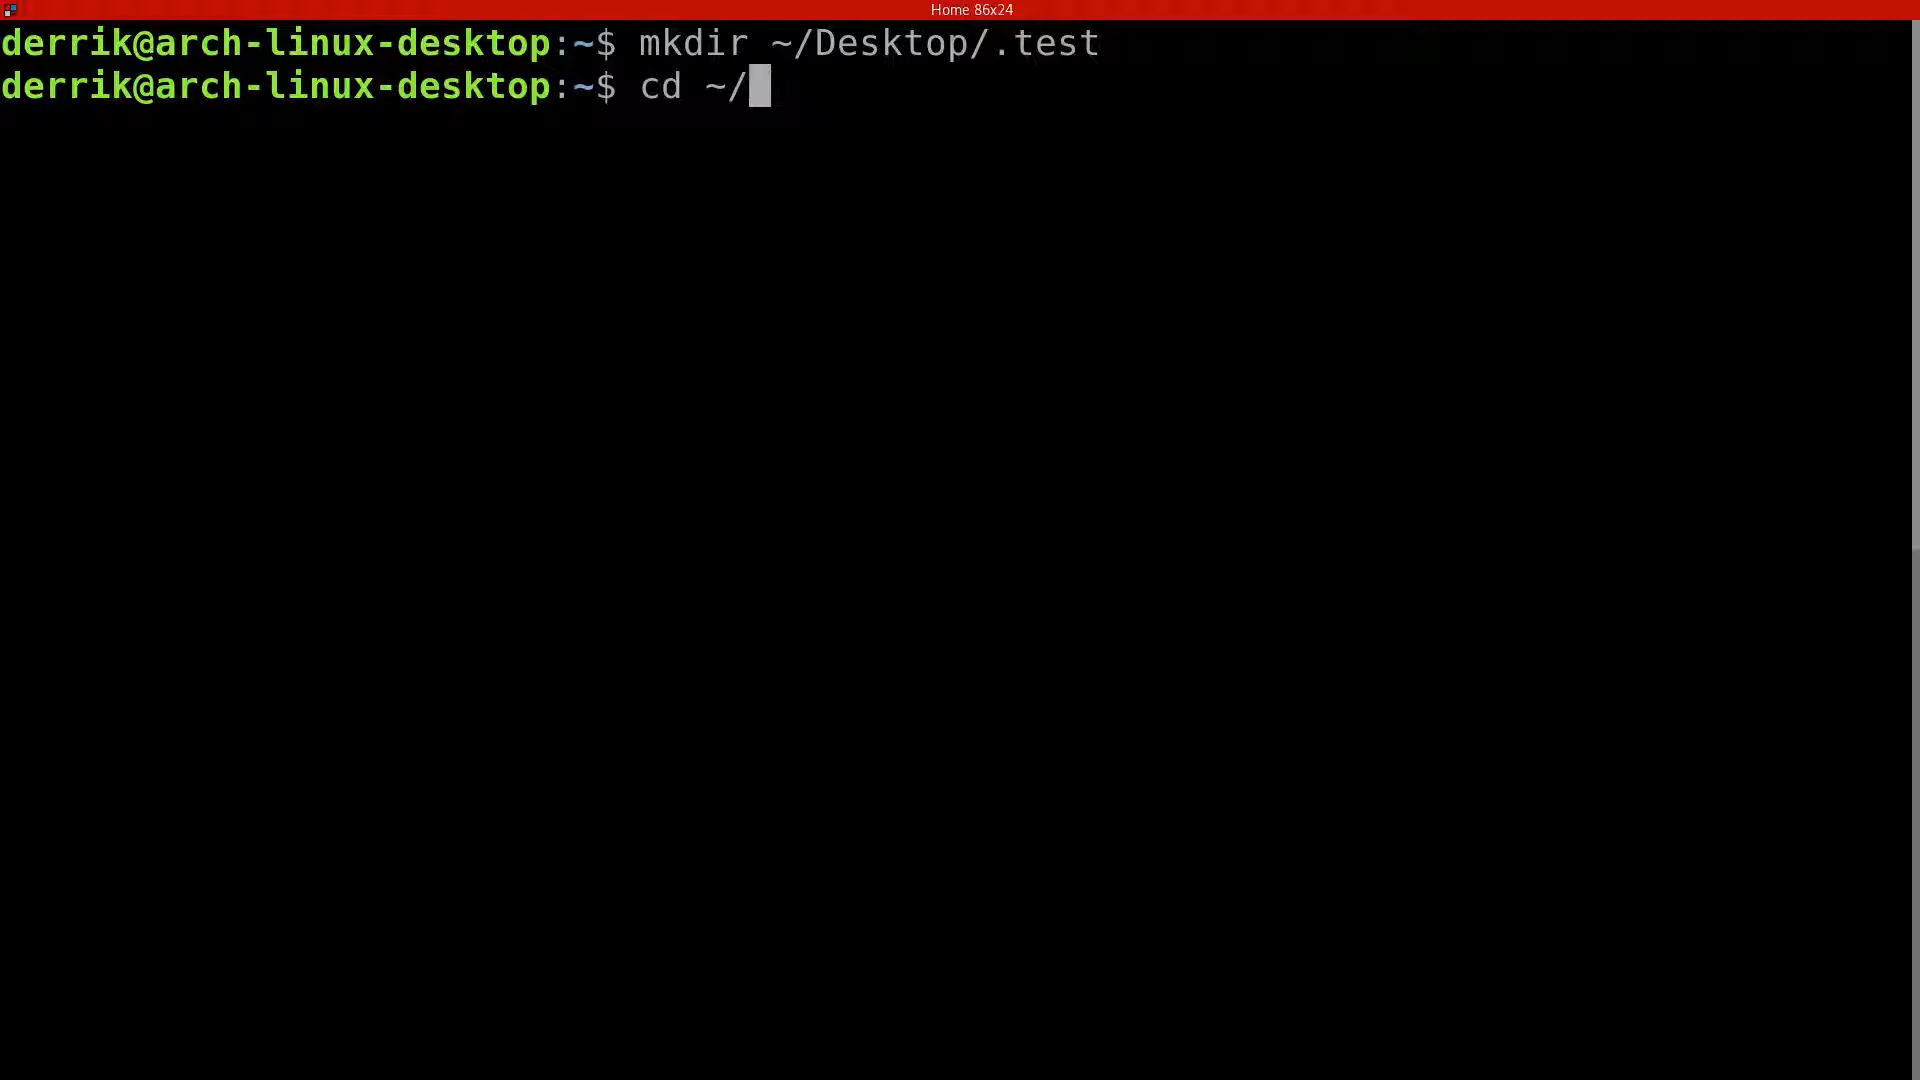 Home 86x24
derrik@arch-linux-desktop:~$ mkdir ~/Desktop/.test
derrik@arch-linux-desktop:~$ cd ~/